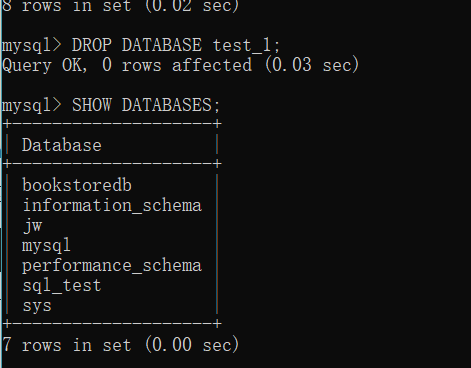 8 rows in set (0.02 sec)
mysql> DROP DATABASE test_1;
Query OK, 0 rows affected (0.03 sec)
mysql> SHOW DATABASES;
+--------------------+
| Database           |
+--------------------+
| bookstoredb        |
| information_schema |
| jw                 |
| mysql              |
| performance_schema |
| sql_test           |
| sys                |
+--------------------+
7 rows in set (0.00 sec)